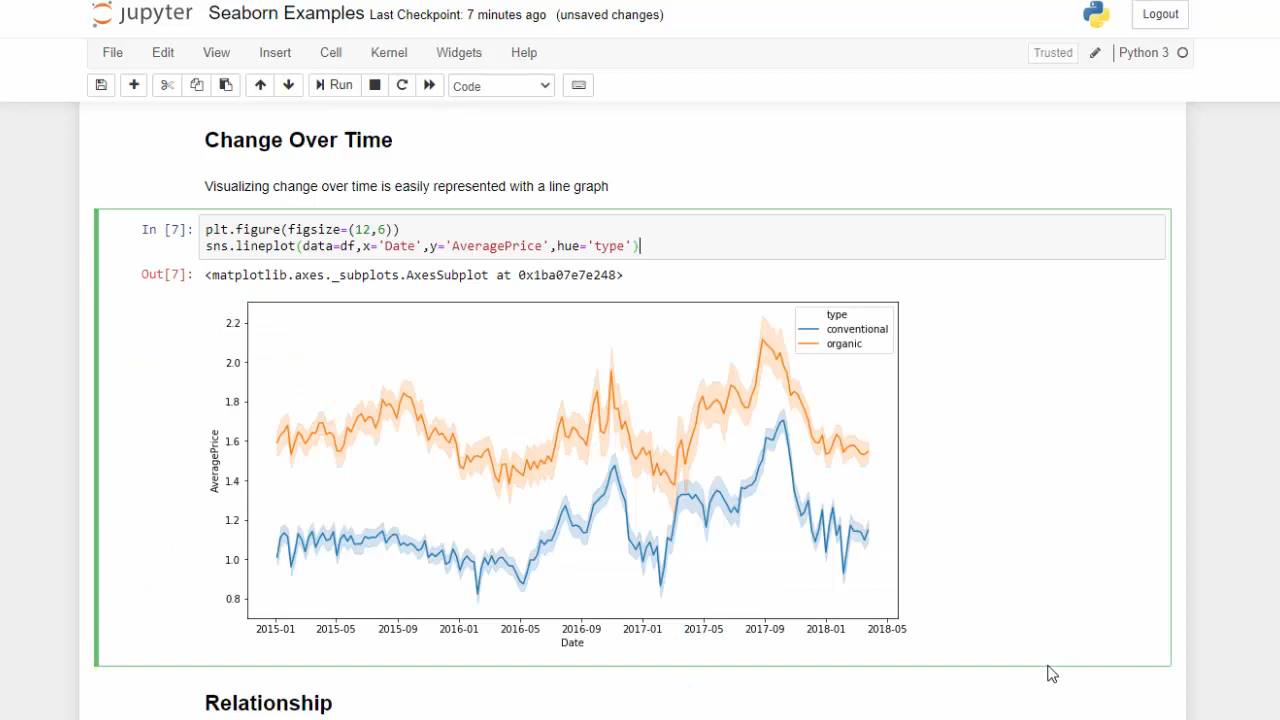 jupyter Seaborn Examples Last Checkpoint: 7 minutes ago (unsaved changes) Logout
File Edit View Insert Cell Kernel Widgets Help Trusted Python 3
Run Code
Change Over Time
Visualizing change over time is easily represented with a line graph
In [7]: plt.figure(figsize=(12,6))
sns.lineplot(data=df,x='Date',y='AveragePrice',hue='type')
Out[7]: <matplotlib.axes._subplots.AxesSubplot at 0x1ba07e7e248>
type
conventional
organic
2.2
2.0
1.8
1.6
1.4
1.2
1.0
0.8
AveragePrice
2015-01 2015-05 2015-09 2016-01 2016-05 2016-09 2017-01 2017-05 2017-09 2018-01 2018-05
Date
Relationship